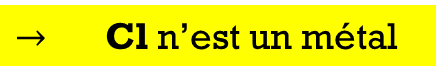 → Cl n’est un métal